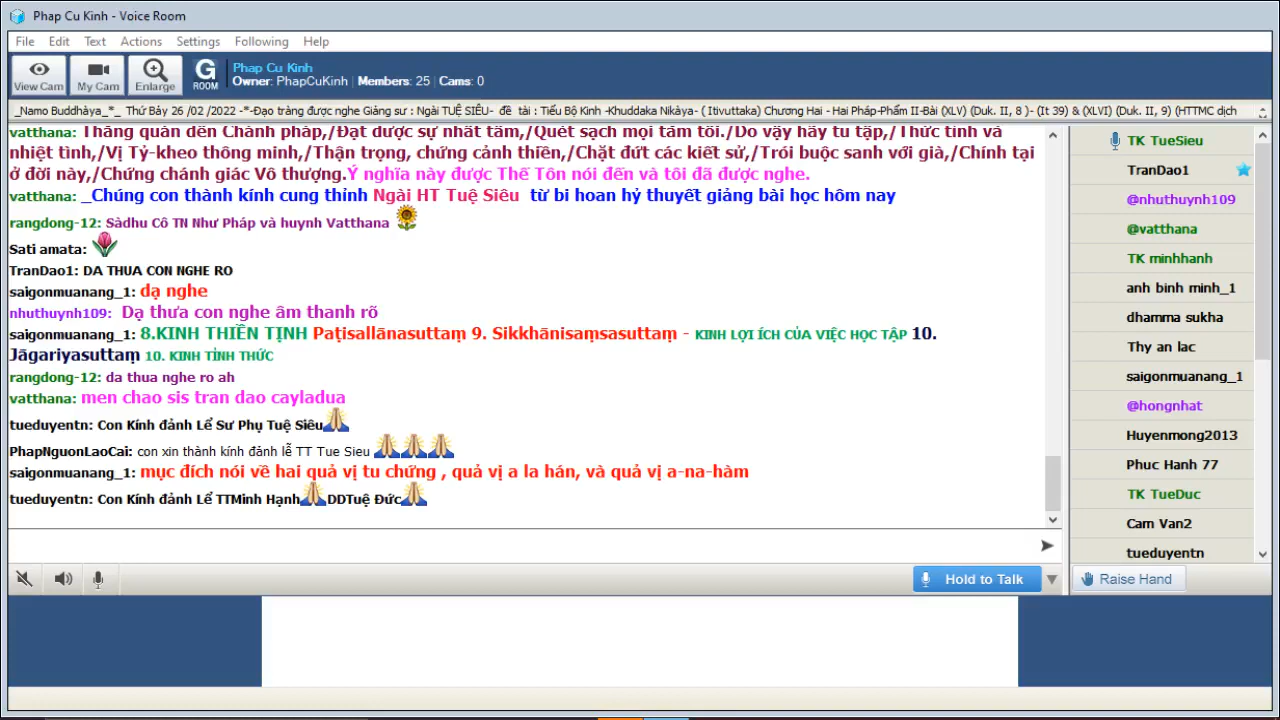 Phap Cu Kinh - Voice Room
File Edit Text Actions Settings Following Help
View Cam My Cam Enlarge G ROOM
Phap Cu Kinh
Owner: PhapCuKinh Members: 25 Cams: 0
_Namo Buddhàya_*_ Thứ Bảy 26 /02 /2022 -*-Đạo tràng được nghe Giảng sư : Ngài TUỆ SIÊU- đề tài : Tiểu Bộ Kinh -Khuddaka Nikàya- ( Itivuttaka) Chương Hai - Hai Pháp-Phẩm II-Bài (XLV) (Duk. II, 8 )- (It 39) & (XLVI) (Duk. II, 9) (HTTMC dịch
vatthana: Thắng quán đến Chánh pháp,/Đạt được sự nhất tâm,/Quét sạch mọi tăm tối./Do vậy hãy tu tập,/Thức tỉnh và
nhiệt tình,/Vị Tỷ-kheo thông minh,/Thận trọng, chứng cảnh thiền,/Chặt đứt các kiết sử,/Trói buộc sanh với già,/Chính tại
ở đời này,/Chứng chánh giác Vô thượng.Ý nghĩa này được Thế Tôn nói đến và tôi đã được nghe.
vatthana: _Chúng con thành kính cung thỉnh Ngài HT Tuệ Siêu từ bi hoan hỷ thuyết giảng bài học hôm nay
rangdong-12: Sàdhu Cô TN Như Pháp và huynh Vatthana
Sati amata:
TranDao1: DA THUA CON NGHE RO
saigonmuanang_1: dạ nghe
nhuthuynh109: Dạ thưa con nghe âm thanh rõ
saigonmuanang_1: 8.KINH THIỀN TỊNH Paṭisallānasuttaṃ 9. Sikkhānisaṃsasuttaṃ - KINH LỢI ÍCH CỦA VIỆC HỌC TẬP 10.
Jāgariyasuttaṃ 10. KINH TỈNH THỨC
rangdong-12: da thua nghe ro ah
vatthana: men chao sis tran dao cayladua
tueduyentn: Con Kính đảnh Lể Sư Phụ Tuệ Siêu
PhapNguonLaoCai: con xin thành kính đảnh lễ TT Tue Sieu
saigonmuanang_1: mục đích nói về hai quả vị tu chứng , quả vị a la hán, và quả vị a-na-hàm
tueduyentn: Con Kính đảnh Lể TTMinh Hạnh DDTuệ Đức
TK TueSieu
TranDao1
@nhuthuynh109
@vatthana
TK minhhanh
anh binh minh_1
dhamma sukha
Thy an lac
saigonmuanang_1
@hongnhat
Huyenmong2013
Phuc Hanh 77
TK TueDuc
Cam Van2
tueduyentn
Hold to Talk
Raise Hand